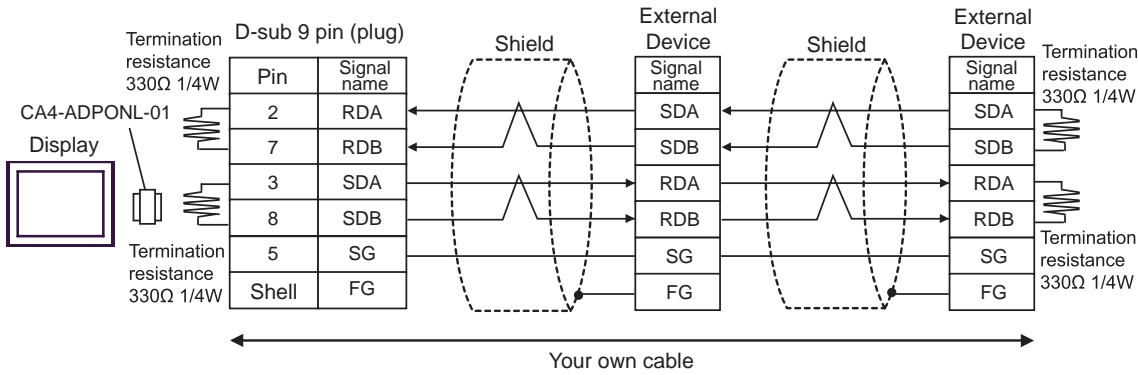 Termination
resistance
330Ω 1/4W
CA4-ADPONL-01
Display
Termination
resistance
330Ω 1/4W
D-sub 9 pin (plug)
Pin Signal name
2 RDA
7 RDB
3 SDA
8 SDB
5 SG
Shell FG
Shield
External
Device
Signal
name
SDA
SDB
RDA
RDB
SG
FG
Shield
External
Device
Signal
name
SDA
SDB
RDA
RDB
SG
FG
Termination
resistance
330Ω 1/4W
Termination
resistance
330Ω 1/4W
Your own cable